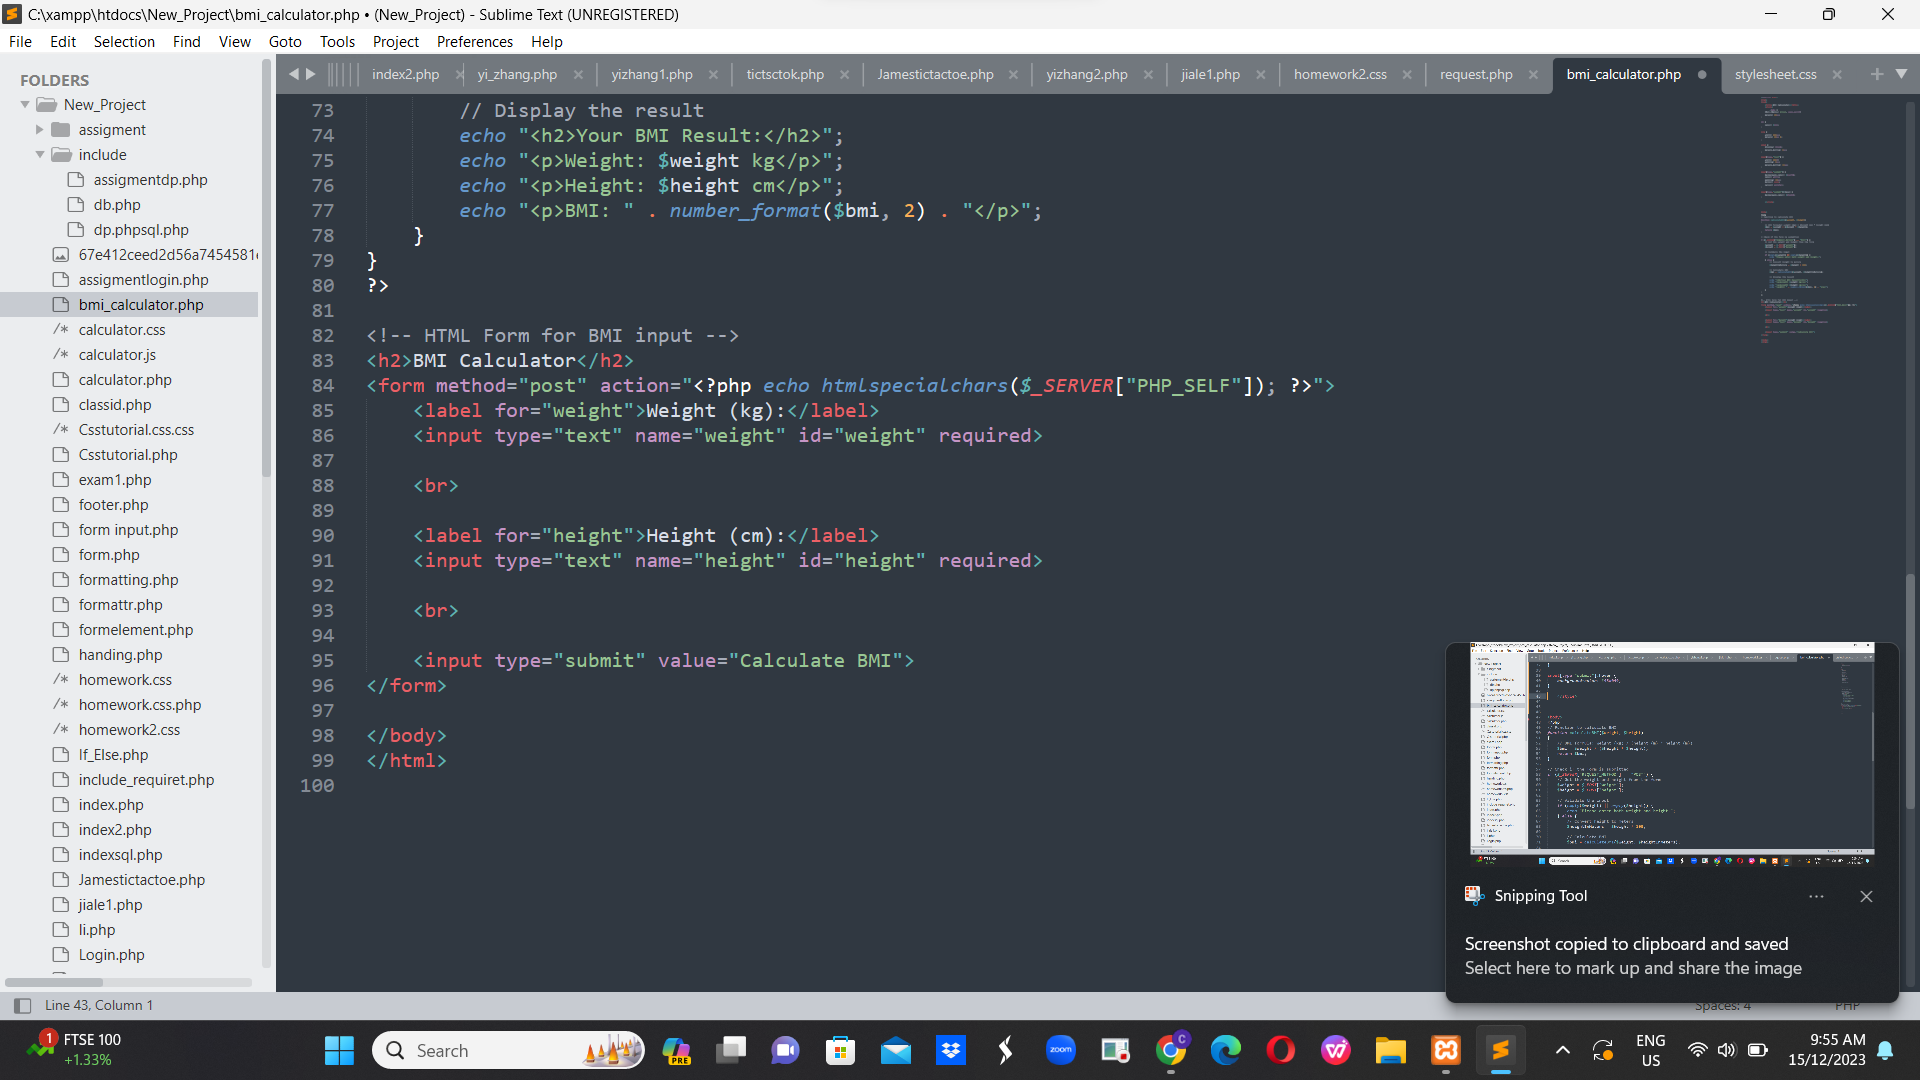 C:\xampp\htdocs\New_Project\bmi_calculator.php • (New_Project) - Sublime Text (UNREGISTERED)
File Edit Selection Find View Goto Tools Project Preferences Help
index2.php yi_zhang.php yizhang1.php tictsctok.php Jamestictactoe.php yizhang2.php jiale1.php homework2.css request.php bmi_calculator.php stylesheet.css
FOLDERS
New_Project
assigment
include
assigmentdp.php
db.php
dp.phpsql.php
67e412ceed2d56a7454581
assigmentlogin.php
bmi_calculator.php
/* calculator.css
/* calculator.js
calculator.php
classid.php
/* Csstutorial.css.css
Csstutorial.php
exam1.php
footer.php
form input.php
form.php
formatting.php
formattr.php
formelement.php
handing.php
/* homework.css
/* homework.css.php
/* homework2.css
If_Else.php
include_requiret.php
index.php
index2.php
indexsql.php
Jamestictactoe.php
jiale1.php
li.php
Login.php
73 // Display the result
74 echo "<h2>Your BMI Result:</h2>";
75 echo "<p>Weight: $weight kg</p>";
76 echo "<p>Height: $height cm</p>";
77 echo "<p>BMI: " . number_format($bmi, 2) . "</p>";
78 }
79 }
80 ?>
81
82 <!-- HTML Form for BMI input -->
83 <h2>BMI Calculator</h2>
84 <form method="post" action="<?php echo htmlspecialchars($_SERVER["PHP_SELF"]); ?>">
85 <label for="weight">Weight (kg):</label>
86 <input type="text" name="weight" id="weight" required>
87
88 <br>
89
90 <label for="height">Height (cm):</label>
91 <input type="text" name="height" id="height" required>
92
93 <br>
94
95 <input type="submit" value="Calculate BMI">
96 </form>
97
98 </body>
99 </html>
100
Snipping Tool
Screenshot copied to clipboard and saved
Select here to mark up and share the image
Line 43, Column 1
Spaces: 4 PHP
1 FTSE 100
+1.33%
Search
PRE
zoom
C
ENG
US
9:55 AM
15/12/2023